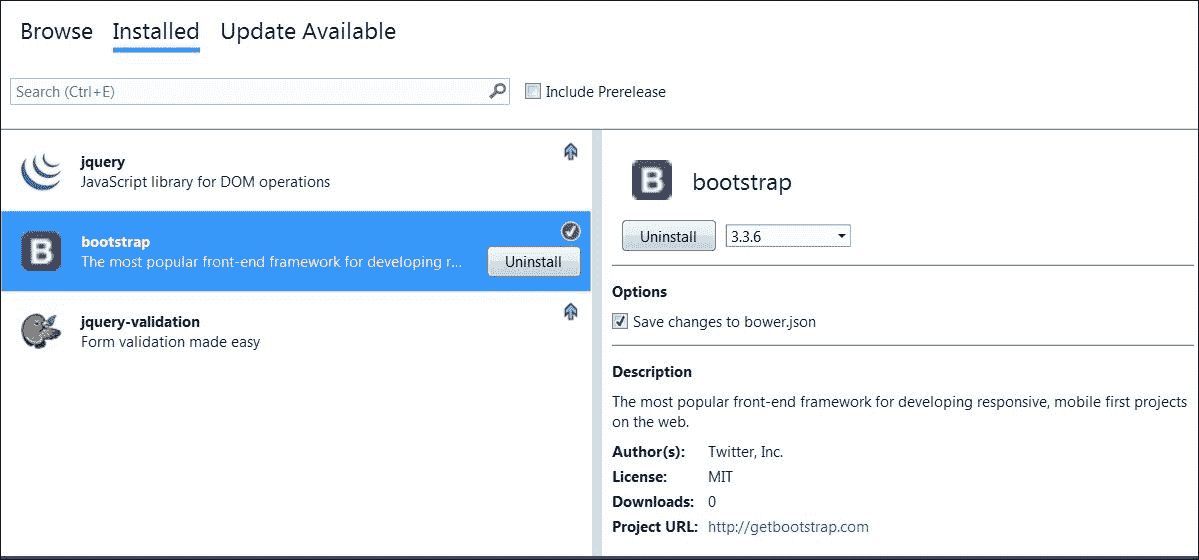 Browse Installed Update Available
Search (Ctrl+E) Include Prerelease
jquery
JavaScript library for DOM operations
B bootstrap
The most popular front-end framework for developing r...
Uninstall
jquery-validation
Form validation made easy
B bootstrap
Uninstall 3.3.6
Options
Save changes to bower.json
Description
The most popular front-end framework for developing responsive, mobile first projects
on the web.
Author(s): Twitter, Inc.
License: MIT
Downloads: 0
Project URL: http://getbootstrap.com